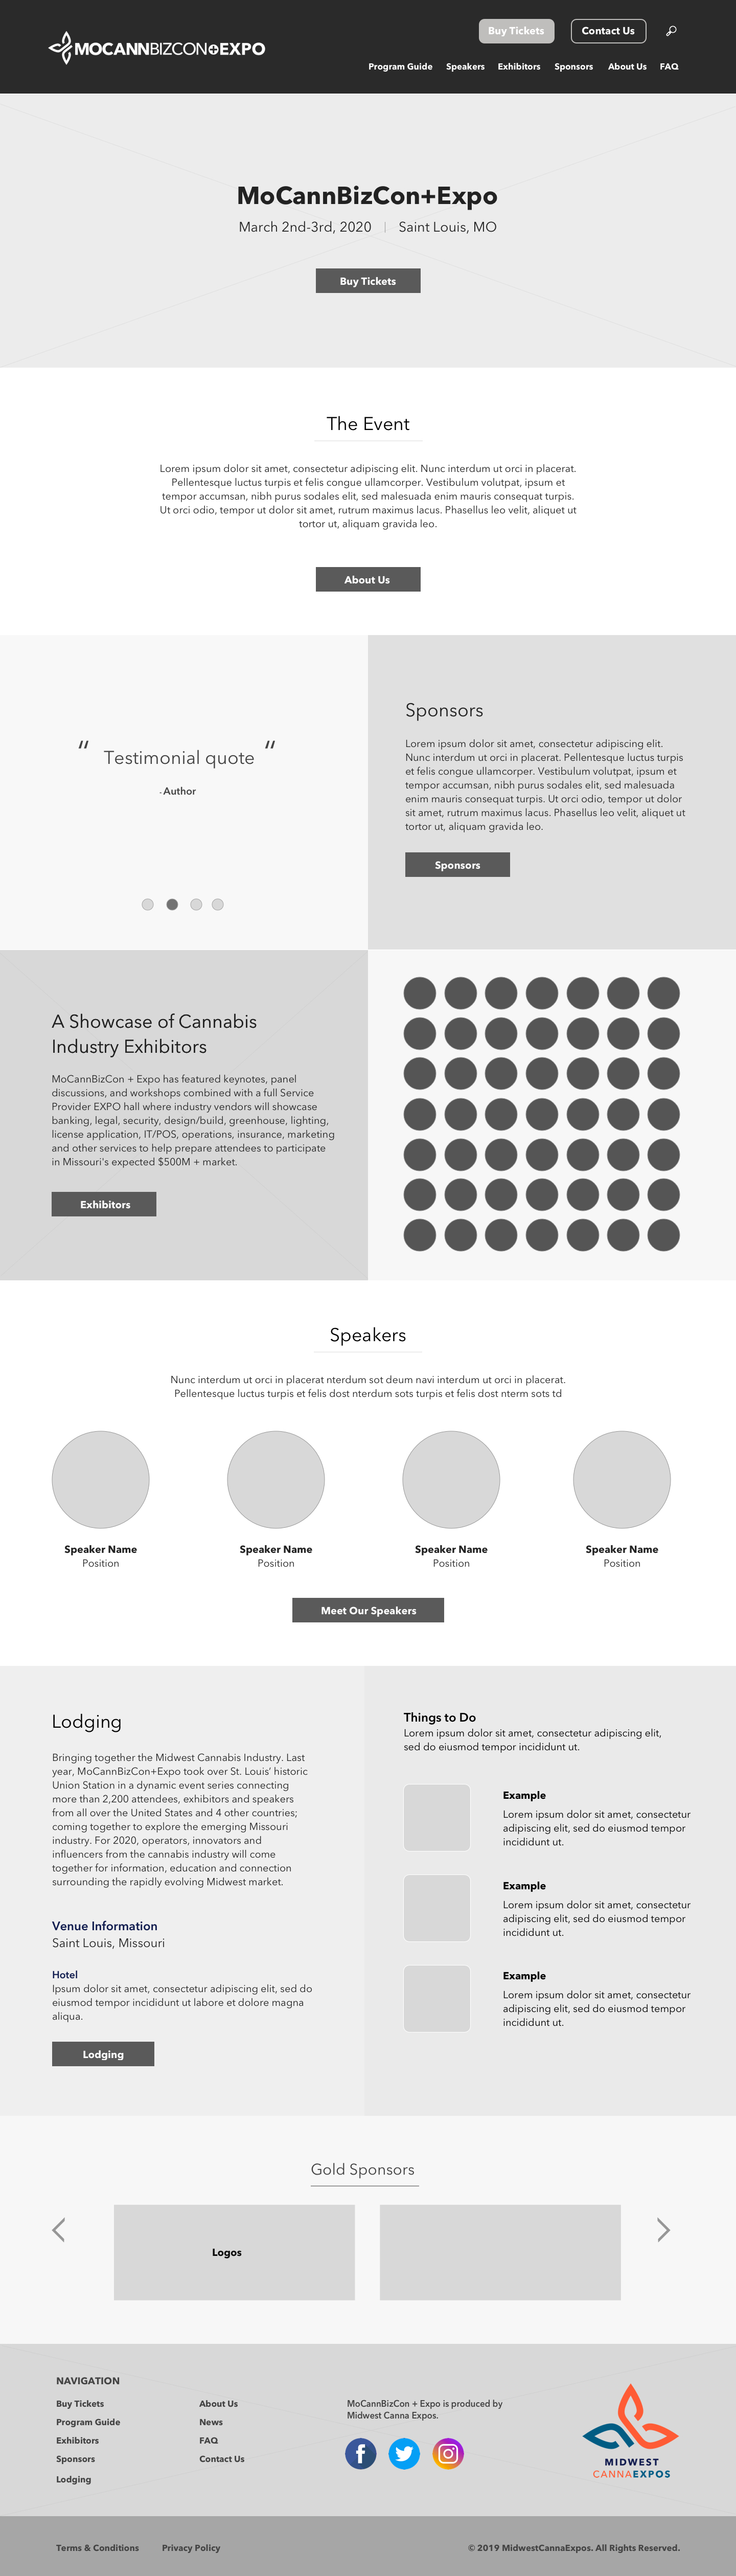 MOCANNBIZCON+EXPO
Buy Tickets
Contact Us
Program Guide
Speakers
Exhibitors
Sponsors
About Us
FAQ
MoCannBizCon+Expo
March 2nd-3rd, 2020 | Saint Louis, MO
Buy Tickets
The Event
Lorem ipsum dolor sit amet, consectetur adipiscing elit. Nunc interdum ut orci in placerat.
Pellentesque luctus turpis et felis congue ullamcorper. Vestibulum volutpat, ipsum et
tempor accumsan, nibh purus sodales elit, sed malesuada enim mauris consequat turpis.
Ut orci odio, tempor ut dolor sit amet, rutrum maximus lacus. Phasellus leo velit, aliquet ut
tortor ut, aliquam gravida leo.
About Us
" Testimonial quote "
- Author
Sponsors
Lorem ipsum dolor sit amet, consectetur adipiscing elit.
Nunc interdum ut orci in placerat. Pellentesque luctus turpis
et felis congue ullamcorper. Vestibulum volutpat, ipsum et
tempor accumsan, nibh purus sodales elit, sed malesuada
enim mauris consequat turpis. Ut orci odio, tempor ut dolor
sit amet, rutrum maximus lacus. Phasellus leo velit, aliquet ut
tortor ut, aliquam gravida leo.
Sponsors
A Showcase of Cannabis
Industry Exhibitors
MoCannBizCon + Expo has featured keynotes, panel
discussions, and workshops combined with a full Service
Provider EXPO hall where industry vendors will showcase
banking, legal, security, design/build, greenhouse, lighting,
license application, IT/POS, operations, insurance, marketing
and other services to help prepare attendees to participate
in Missouri's expected $500M + market.
Exhibitors
Speakers
Nunc interdum ut orci in placerat nterdum sot deum navi interdum ut orci in placerat.
Pellentesque luctus turpis et felis dost nterdum sots turpis et felis dost nterm sots td
Speaker Name
Position
Speaker Name
Position
Speaker Name
Position
Speaker Name
Position
Meet Our Speakers
Lodging
Bringing together the Midwest Cannabis Industry. Last
year, MoCannBizCon+Expo took over St. Louis' historic
Union Station in a dynamic event series connecting
more than 2,200 attendees, exhibitors and speakers
from all over the United States and 4 other countries;
coming together to explore the emerging Missouri
industry. For 2020, operators, innovators and
influencers from the cannabis industry will come
together for information, education and connection
surrounding the rapidly evolving Midwest market.
Venue Information
Saint Louis, Missouri
Hotel
Ipsum dolor sit amet, consectetur adipiscing elit, sed do
eiusmod tempor incididunt ut labore et dolore magna
aliqua.
Lodging
Things to Do
Lorem ipsum dolor sit amet, consectetur adipiscing elit,
sed do eiusmod tempor incididunt ut.
Example
Lorem ipsum dolor sit amet, consectetur
adipiscing elit, sed do eiusmod tempor
incididunt ut.
Example
Lorem ipsum dolor sit amet, consectetur
adipiscing elit, sed do eiusmod tempor
incididunt ut.
Example
Lorem ipsum dolor sit amet, consectetur
adipiscing elit, sed do eiusmod tempor
incididunt ut.
Gold Sponsors
Logos
NAVIGATION
Buy Tickets
Program Guide
Exhibitors
Sponsors
Lodging
About Us
News
FAQ
Contact Us
MoCannBizCon + Expo is produced by
Midwest Canna Expos.
MIDWEST
CANNAEXPOS
Terms & Conditions
Privacy Policy
© 2019 MidwestCannaExpos. All Rights Reserved.